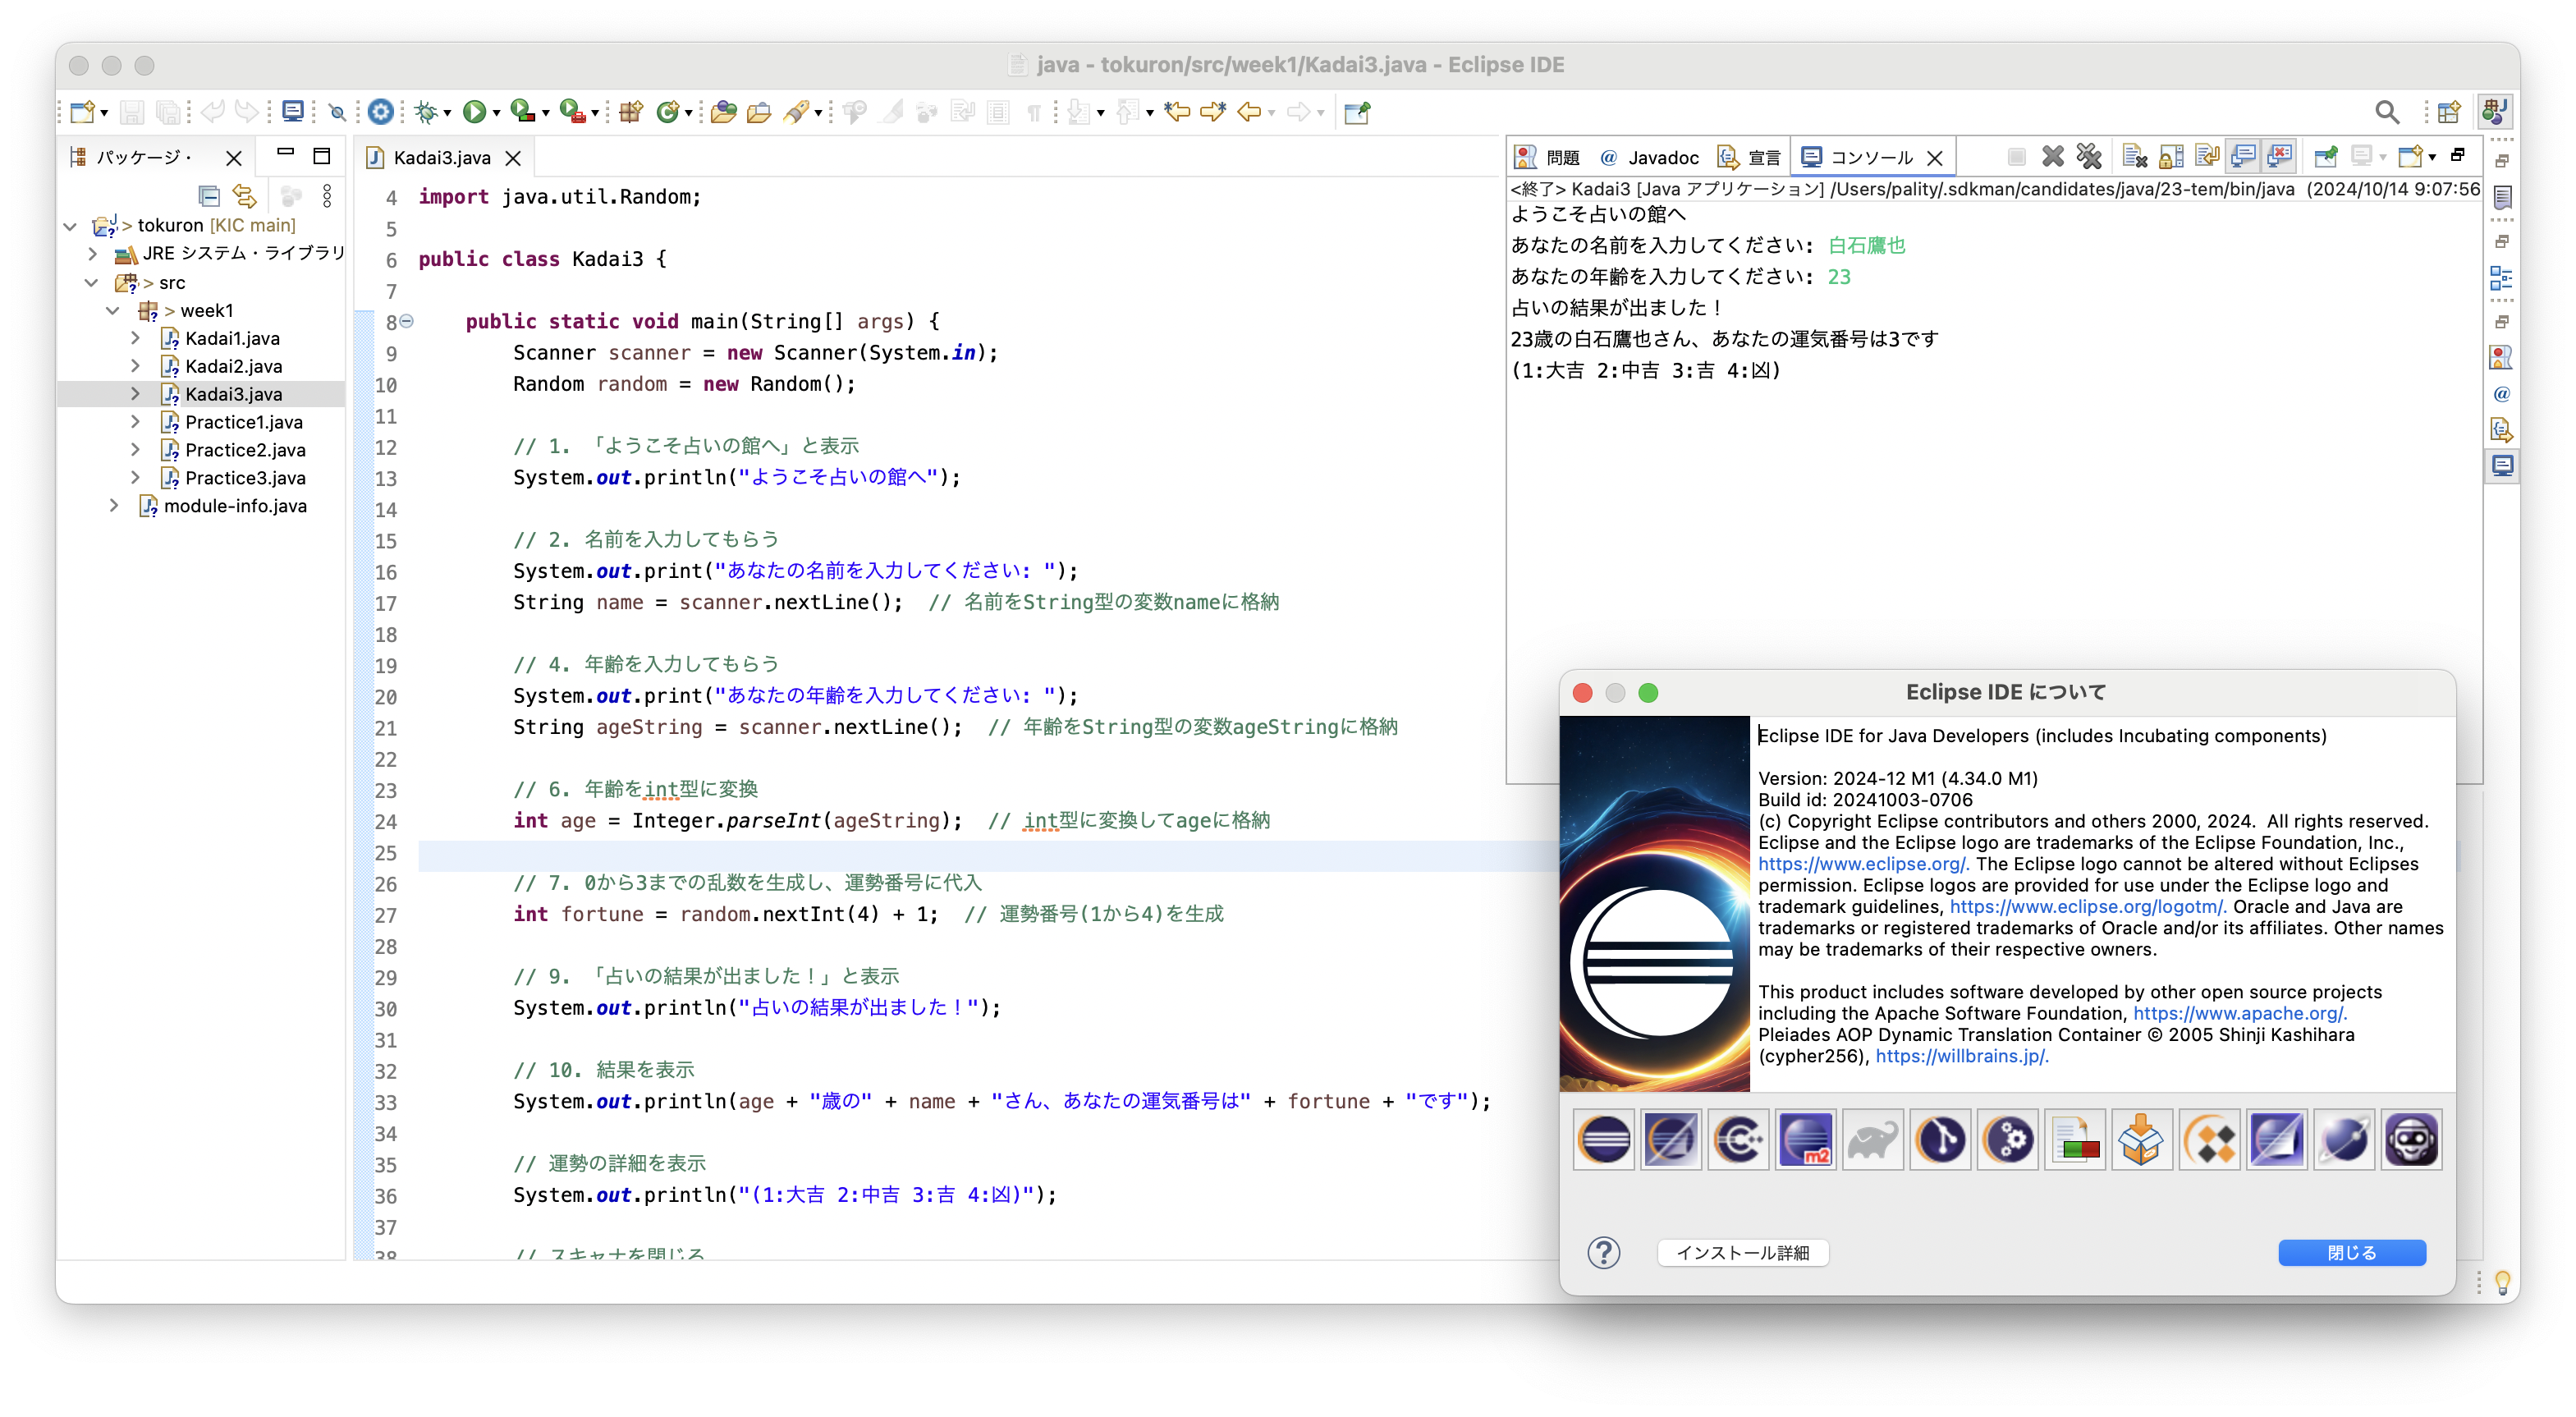 java - tokuron/src/week1/Kadai3.java - Eclipse IDE
パッケージ・
> tokuron [KIC main]
JRE システム・ライブラリ
> src
> week1
Kadai1.java
Kadai2.java
Kadai3.java
Practice1.java
Practice2.java
Practice3.java
module-info.java
Kadai3.java
4 import java.util.Random;
5
6 public class Kadai3 {
7
8 public static void main(String[] args) {
9 Scanner scanner = new Scanner(System.in);
10 Random random = new Random();
11
12 // 1. 「ようこそ占いの館へ」と表示
13 System.out.println("ようこそ占いの館へ");
14
15 // 2. 名前を入力してもらう
16 System.out.print("あなたの名前を入力してください: ");
17 String name = scanner.nextLine(); // 名前をString型の変数nameに格納
18
19 // 4. 年齢を入力してもらう
20 System.out.print("あなたの年齢を入力してください: ");
21 String ageString = scanner.nextLine(); // 年齢をString型の変数ageStringに格納
22
23 // 6. 年齢をint型に変換
24 int age = Integer.parseInt(ageString); // int型に変換してageに格納
25
26 // 7. 0から3までの乱数を生成し、運勢番号に代入
27 int fortune = random.nextInt(4) + 1; // 運勢番号(1から4)を生成
28
29 // 9. 「占いの結果が出ました！」と表示
30 System.out.println("占いの結果が出ました！");
31
32 // 10. 結果を表示
33 System.out.println(age + "歳の" + name + "さん、あなたの運気番号は" + fortune + "です");
34
35 // 運勢の詳細を表示
36 System.out.println("(1:大吉 2:中吉 3:吉 4:凶)");
37
38 // スキャナを閉じる
問題 @ Javadoc 宣言 コンソール
<終了> Kadai3 [Java アプリケーション] /Users/pality/.sdkman/candidates/java/23-tem/bin/java (2024/10/14 9:07:56
ようこそ占いの館へ
あなたの名前を入力してください: 白石鷹也
あなたの年齢を入力してください: 23
占いの結果が出ました！
23歳の白石鷹也さん、あなたの運気番号は3です
(1:大吉 2:中吉 3:吉 4:凶)
Eclipse IDE について
Eclipse IDE for Java Developers (includes Incubating components)
Version: 2024-12 M1 (4.34.0 M1)
Build id: 20241003-0706
(c) Copyright Eclipse contributors and others 2000, 2024. All rights reserved.
Eclipse and the Eclipse logo are trademarks of the Eclipse Foundation, Inc.,
https://www.eclipse.org/. The Eclipse logo cannot be altered without Eclipses
permission. Eclipse logos are provided for use under the Eclipse logo and
trademark guidelines, https://www.eclipse.org/logotm/. Oracle and Java are
trademarks or registered trademarks of Oracle and/or its affiliates. Other names
may be trademarks of their respective owners.
This product includes software developed by other open source projects
including the Apache Software Foundation, https://www.apache.org/.
Pleiades AOP Dynamic Translation Container © 2005 Shinji Kashihara
(cypher256), https://willbrains.jp/.
m2
インストール詳細
閉じる